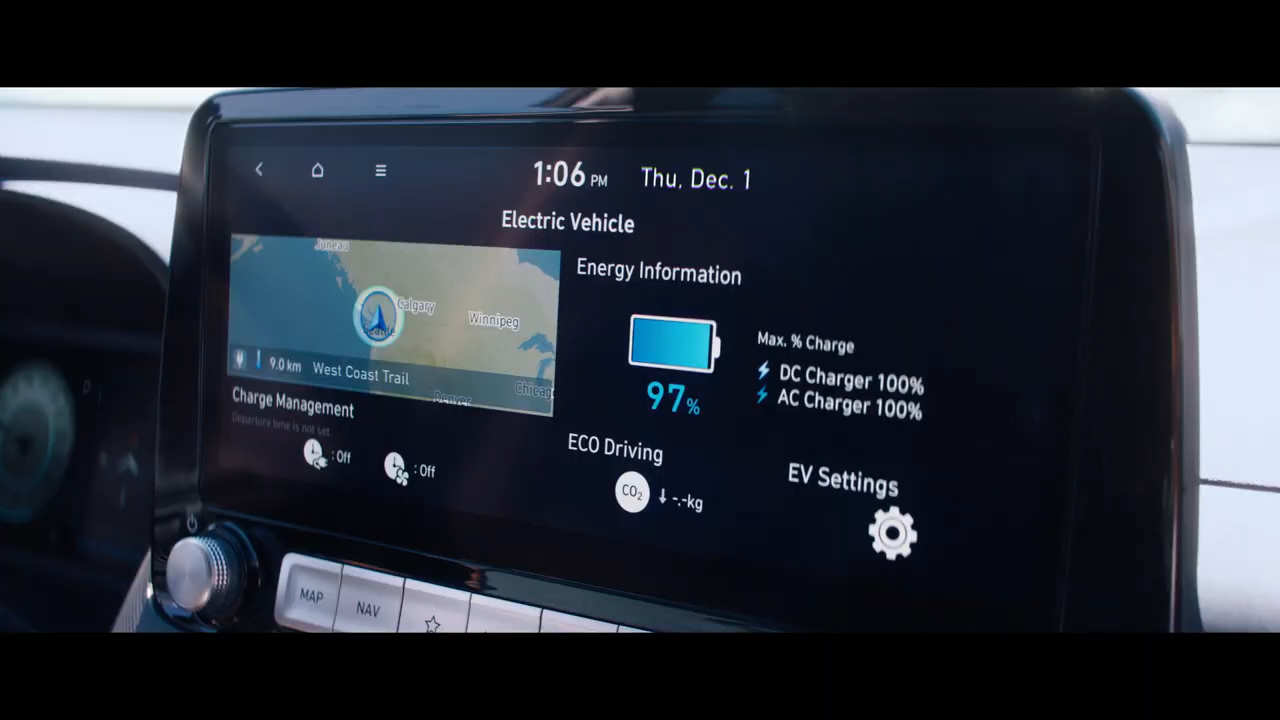 1:06 PM Thu, Dec. 1
Electric Vehicle
Juneau
Calgary
Winnipeg
9.0 km West Coast Trail
Chicago
Denver
Energy Information
97%
Max. % Charge
DC Charger 100%
AC Charger 100%
Charge Management
Departure time is not set.
: Off
: Off
ECO Driving
CO₂ -.-kg
EV Settings
MAP
NAV